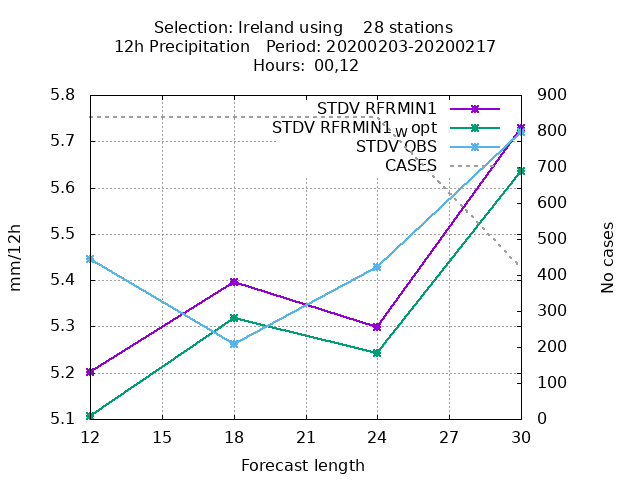 Selection: Ireland using    28 stations
12h Precipitation   Period: 20200203-20200217
Hours: 00,12
STDV RFRMIN1
STDV RFRMIN1_w opt
STDV OBS
CASES
5.8
5.7
5.6
5.5
5.4
5.3
5.2
5.1
mm/12h
900
800
700
600
500
400
300
200
100
0
No cases
12 15 18 21 24 27 30
Forecast length